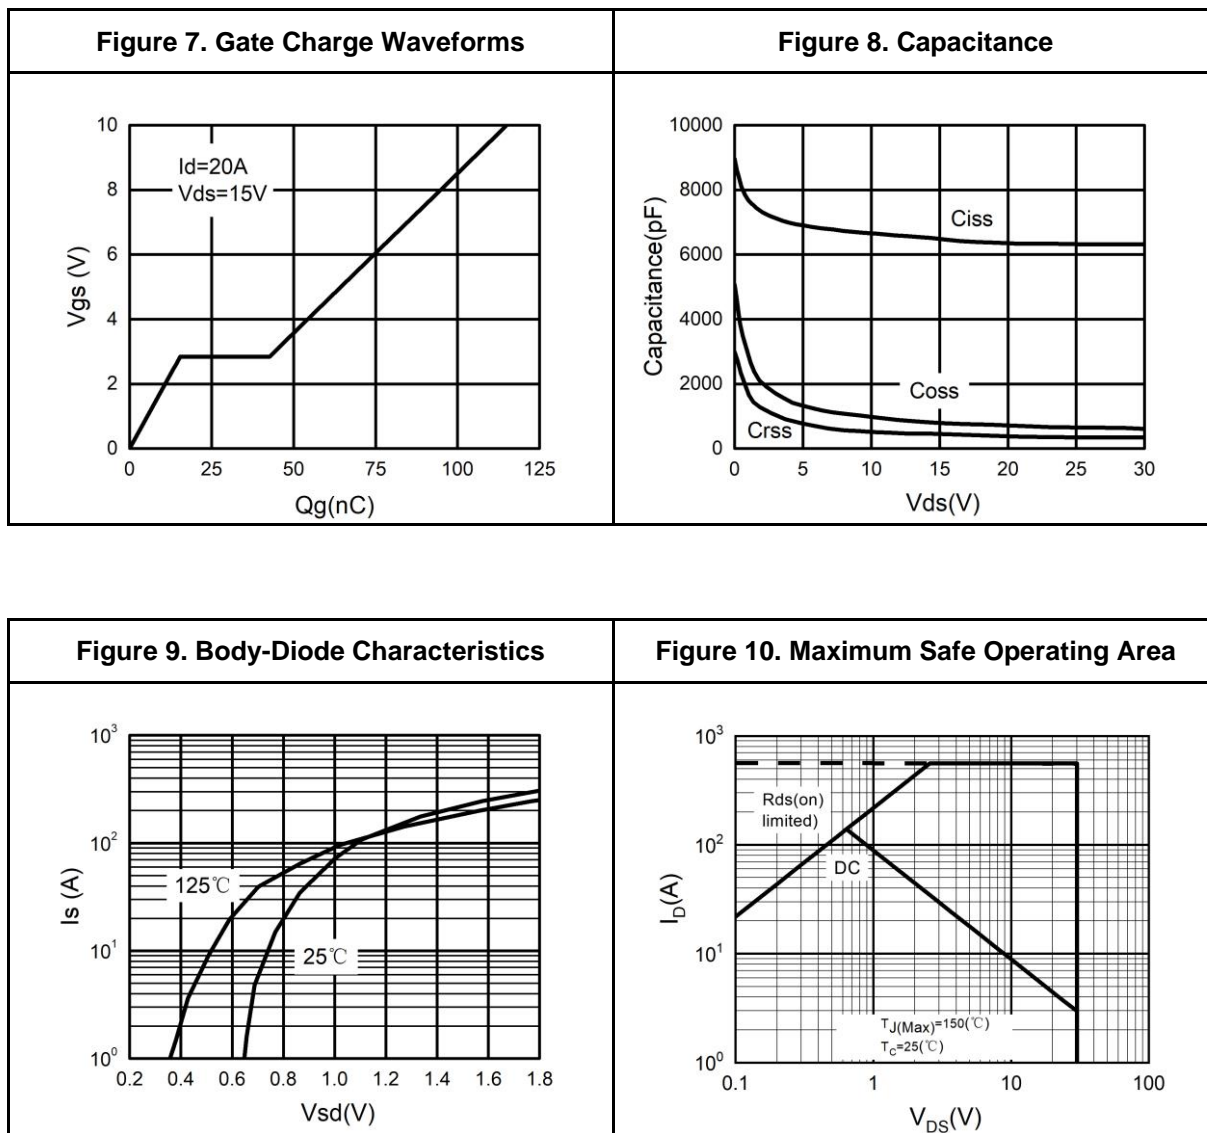 Figure 7. Gate Charge Waveforms
Figure 8. Capacitance
10
8
6
4
2
0
Vgs (V)
Id=20A
Vds=15V
0 25 50 75 100 125
Qg(nC)
10000
8000
6000
4000
2000
0
Capacitance(pF)
Ciss
Coss
Crss
0 5 10 15 20 25 30
Vds(V)
Figure 9. Body-Diode Characteristics
Figure 10. Maximum Safe Operating Area
10³
10²
10¹
10⁰
Is (A)
125℃
25℃
0.2 0.4 0.6 0.8 1.0 1.2 1.4 1.6 1.8
Vsd(V)
10³
10²
10¹
10⁰
I_D(A)
Rds(on)
limited)
DC
T_J(Max)=150(℃)
T_C=25(℃)
0.1 1 10 100
V_DS(V)